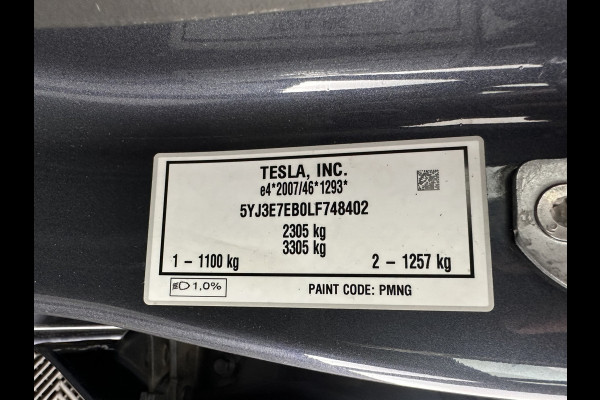 TESLA, INC.
e4*2007/46*1293*
5YJ3E7EB0LF748402
2305 kg
3305 kg
1 – 1100 kg 2 – 1257 kg
1,0% PAINT CODE: PMNG